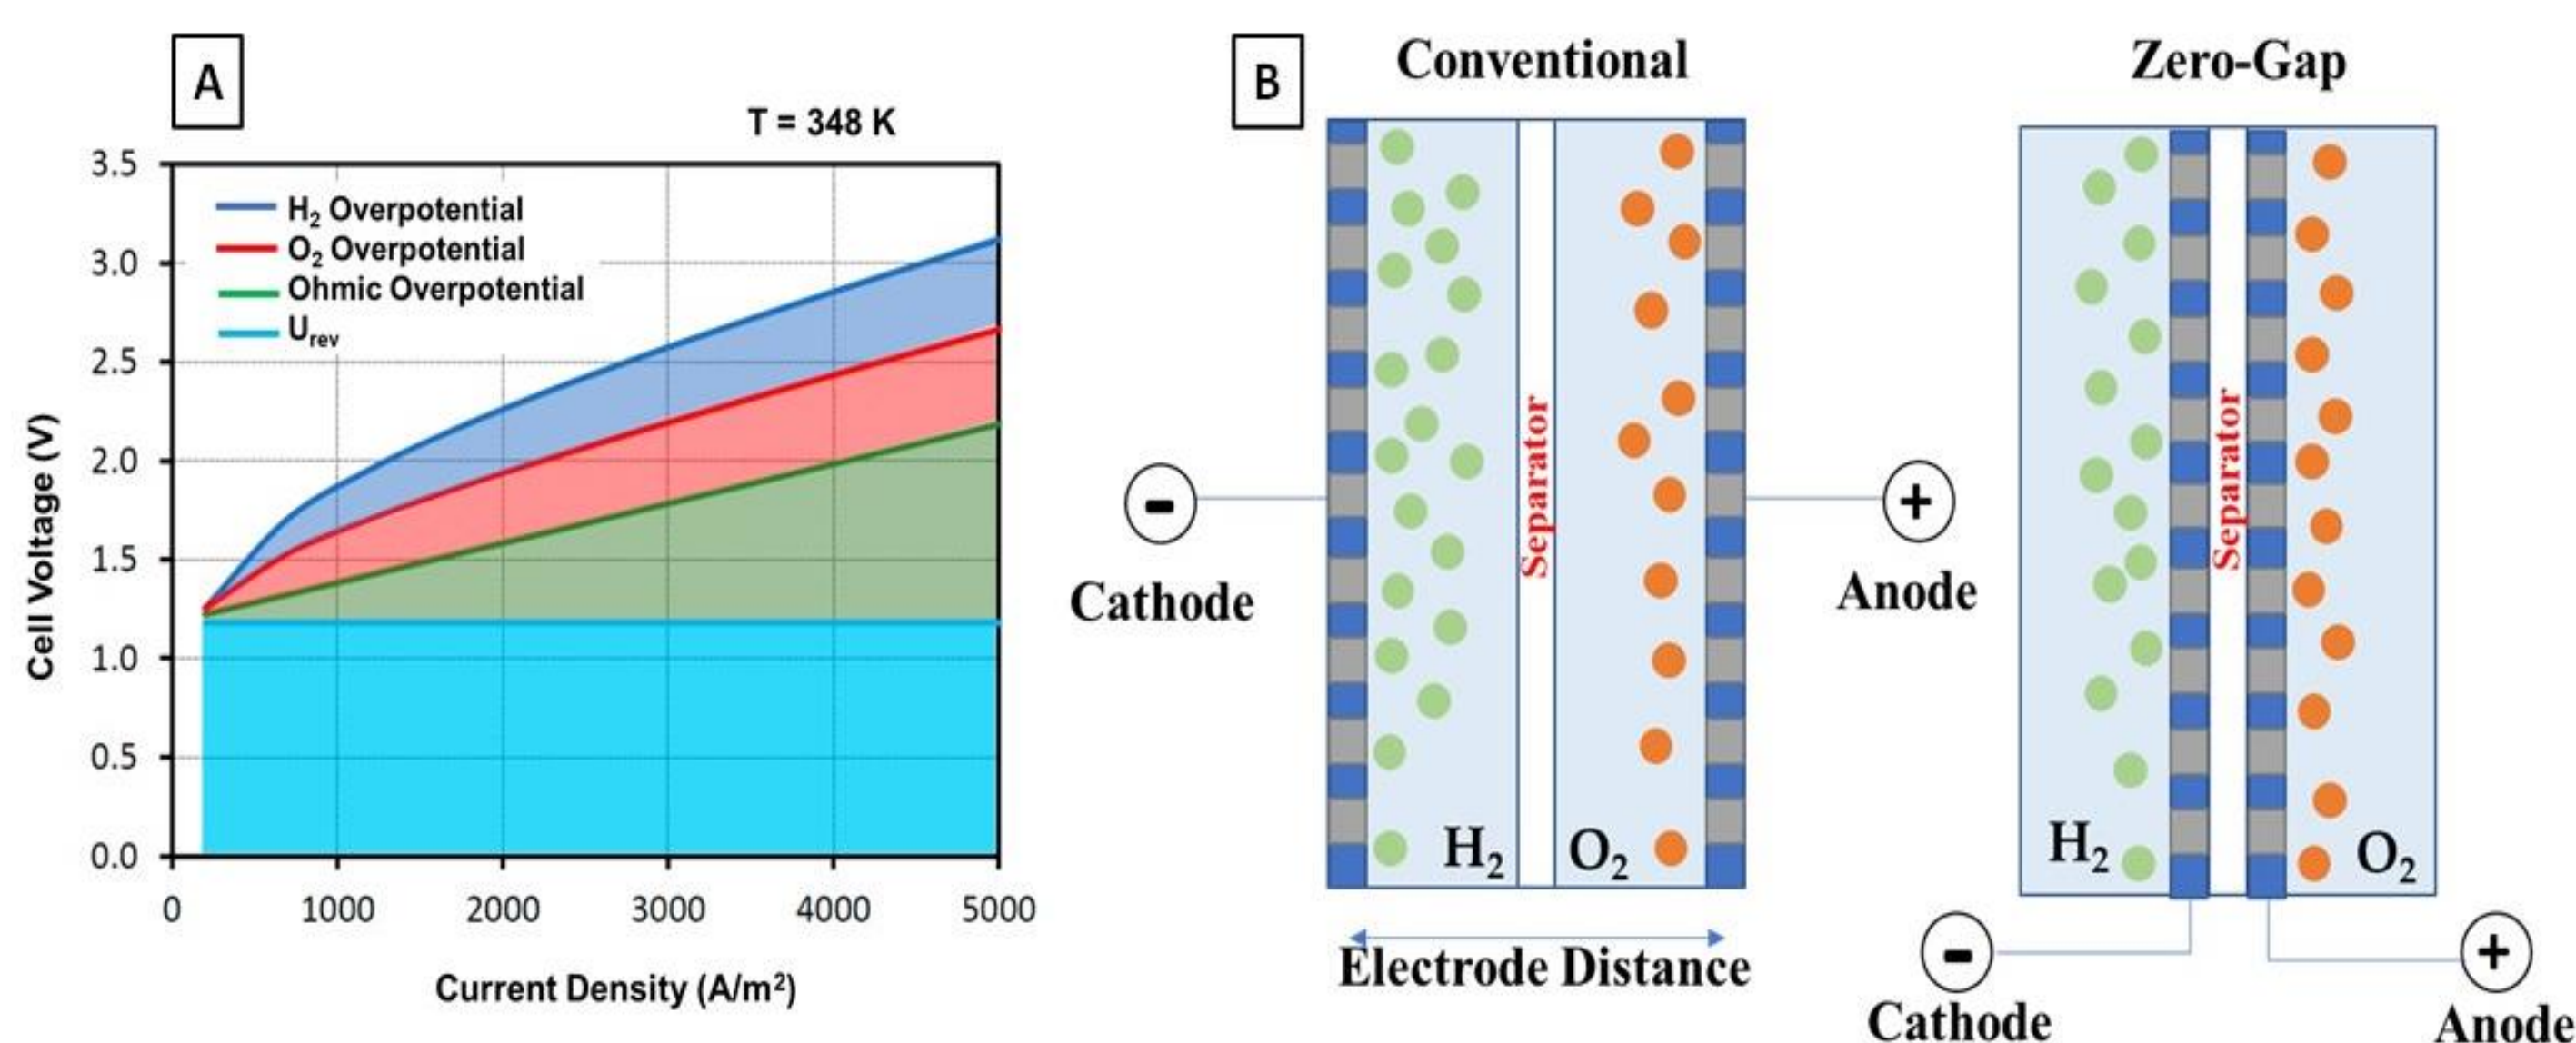 A
T = 348 K
3.5
3.0
2.5
2.0
1.5
1.0
0.5
0.0
Cell Voltage (V)
H₂ Overpotential
O₂ Overpotential
Ohmic Overpotential
Uᵣₑᵥ
0 1000 2000 3000 4000 5000
Current Density (A/m²)
B
Conventional
Separator
H₂ O₂
-
Cathode
+
Anode
Electrode Distance
Zero-Gap
Separator
H₂ O₂
-
Cathode
+
Anode